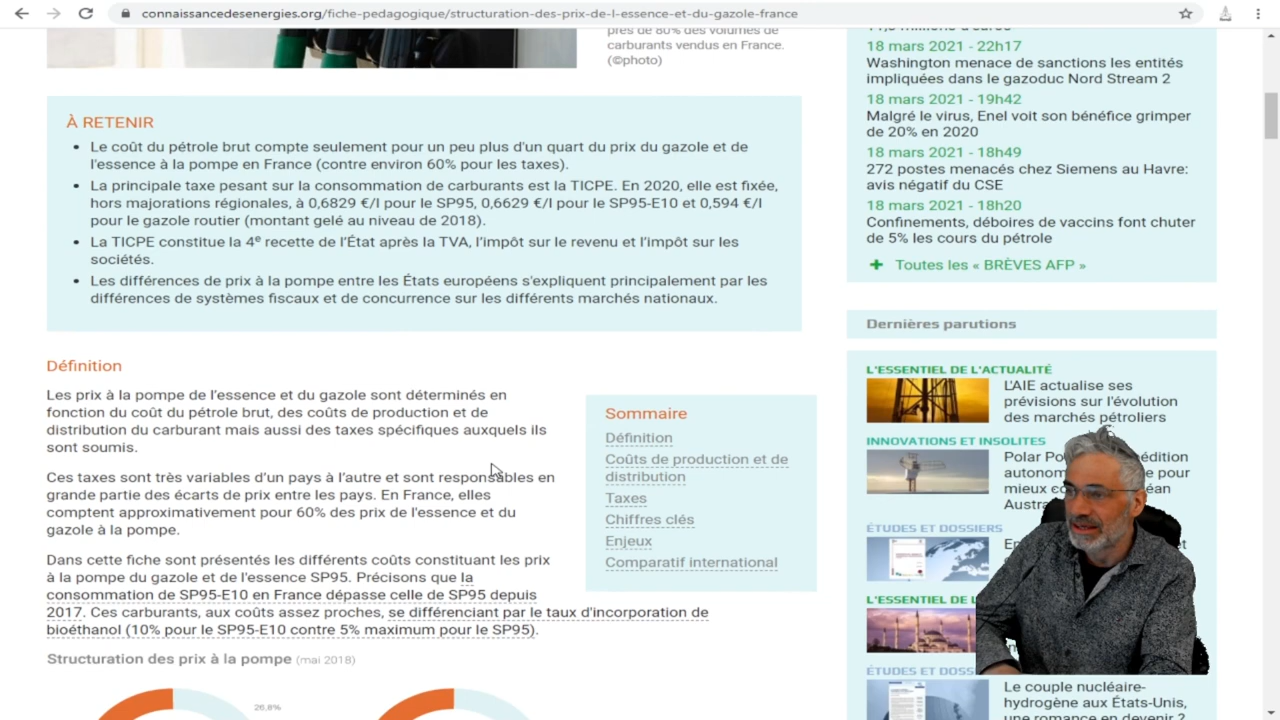 connaissancedesenergies.org/fiche-pedagogique/structuration-des-prix-de-l-essence-et-du-gazole-france
près de 80% des volumes de
carburants vendus en France.
(©photo)
À RETENIR
• Le coût du pétrole brut compte seulement pour un peu plus d'un quart du prix du gazole et de
l'essence à la pompe en France (contre environ 60% pour les taxes).
• La principale taxe pesant sur la consommation de carburants est la TICPE. En 2020, elle est fixée,
hors majorations régionales, à 0,6829 €/l pour le SP95, 0,6629 €/l pour le SP95-E10 et 0,594 €/l
pour le gazole routier (montant gelé au niveau de 2018).
• La TICPE constitue la 4e recette de l'État après la TVA, l'impôt sur le revenu et l'impôt sur les
sociétés.
• Les différences de prix à la pompe entre les États européens s'expliquent principalement par les
différences de systèmes fiscaux et de concurrence sur les différents marchés nationaux.
Définition
Les prix à la pompe de l'essence et du gazole sont déterminés en
fonction du coût du pétrole brut, des coûts de production et de
distribution du carburant mais aussi des taxes spécifiques auxquels ils
sont soumis.
Ces taxes sont très variables d'un pays à l'autre et sont responsables en
grande partie des écarts de prix entre les pays. En France, elles
comptent approximativement pour 60% des prix de l'essence et du
gazole à la pompe.
Dans cette fiche sont présentés les différents coûts constituant les prix
à la pompe du gazole et de l'essence SP95. Précisons que la
consommation de SP95-E10 en France dépasse celle de SP95 depuis
2017. Ces carburants, aux coûts assez proches, se différenciant par le taux d'incorporation de
bioéthanol (10% pour le SP95-E10 contre 5% maximum pour le SP95).
Structuration des prix à la pompe (mai 2018)
26,8%
Sommaire
Définition
Coûts de production et de
distribution
Taxes
Chiffres clés
Enjeux
Comparatif international
18 mars 2021 - 22h17
Washington menace de sanctions les entités
impliquées dans le gazoduc Nord Stream 2
18 mars 2021 - 19h42
Malgré le virus, Enel voit son bénéfice grimper
de 20% en 2020
18 mars 2021 - 18h49
272 postes menacés chez Siemens au Havre:
avis négatif du CSE
18 mars 2021 - 18h20
Confinements, déboires de vaccins font chuter
de 5% les cours du pétrole
+ Toutes les « BRÈVES AFP »
Dernières parutions
L'ESSENTIEL DE L'ACTUALITÉ
L'AIE actualise ses
prévisions sur l'évolution
des marchés pétroliers
INNOVATIONS ET INSOLITES
Polar
pour
mieux
ÉTUDES ET DOSSIERS
et
L'ESSENTIEL DE
ÉTUDES ET
Le couple nucléaire-
hydrogène aux États-Unis,
une romance en devenir ?